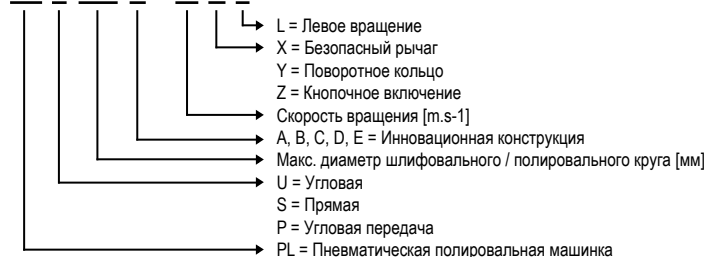 L = Левое вращение
X = Безопасный рычаг
Y = Поворотное кольцо
Z = Кнопочное включение
Скорость вращения [m.s-1]
A, B, C, D, E = Инновационная конструкция
Макс. диаметр шлифовального / полировального круга [мм]
U = Угловая
S = Прямая
P = Угловая передача
PL = Пневматическая полировальная машинка